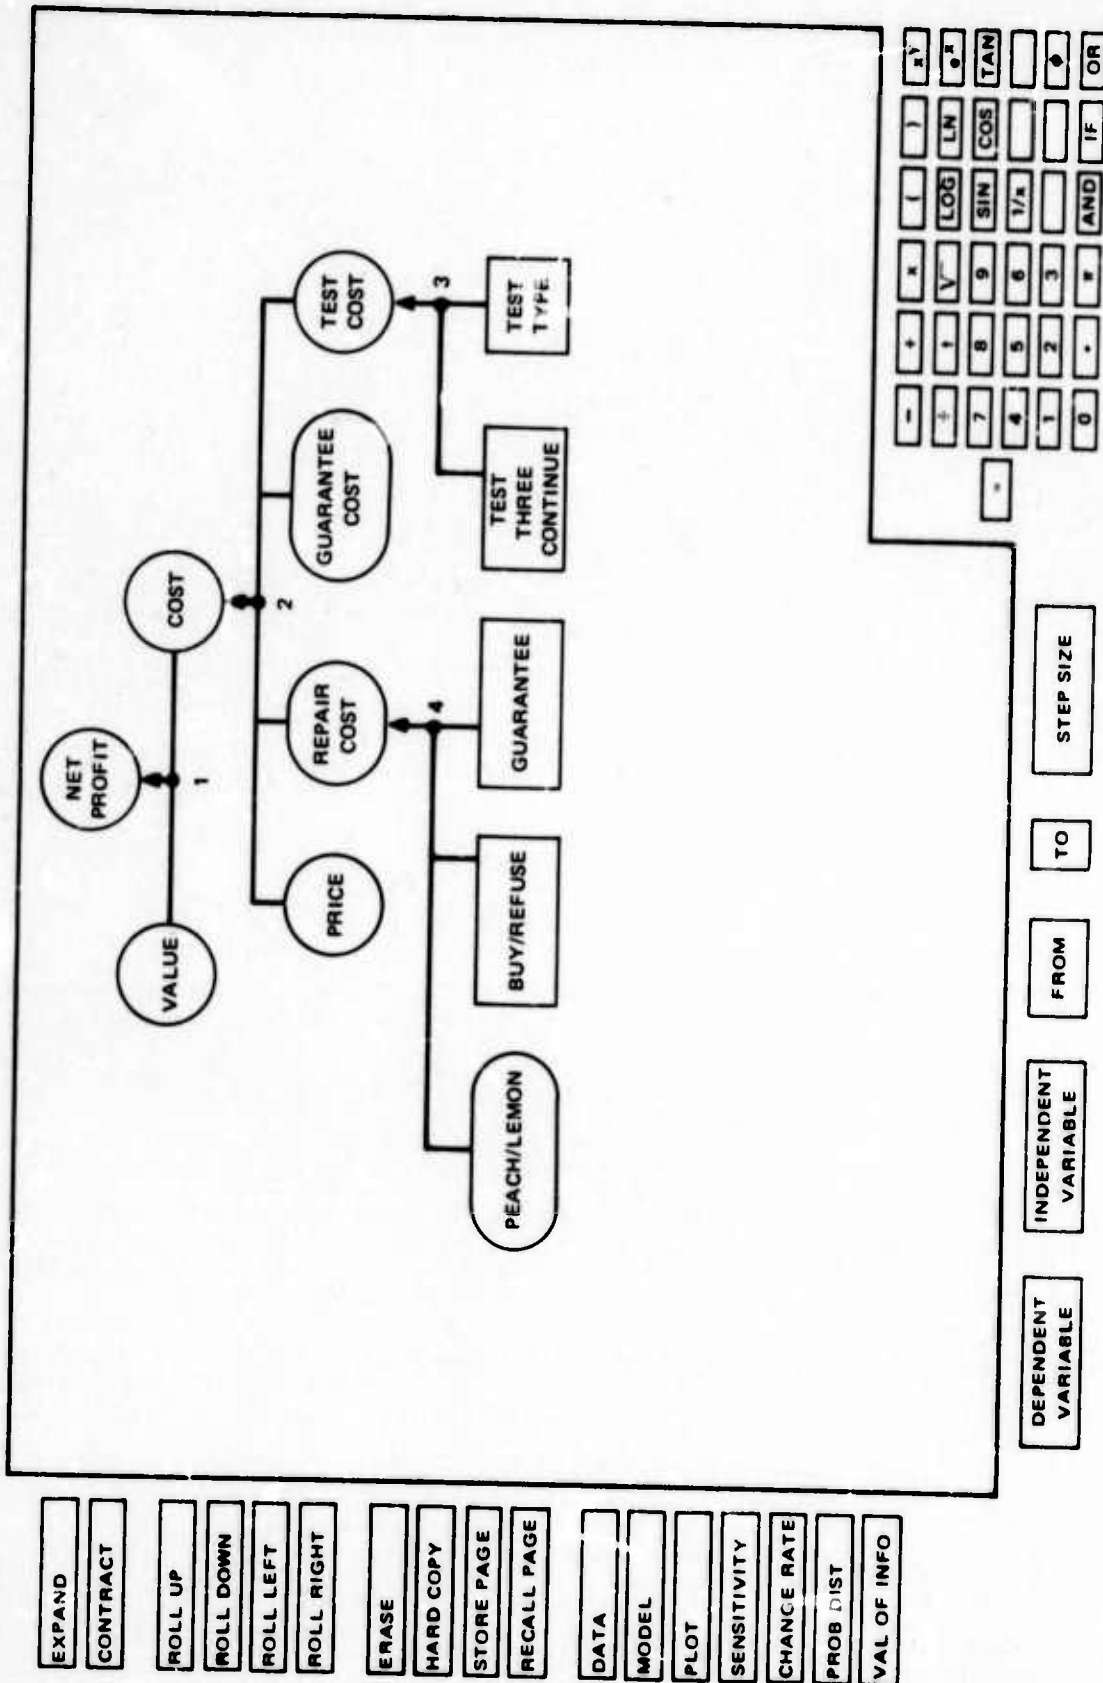 EXPAND
CONTRACT
ROLL UP
ROLL DOWN
ROLL LEFT
ROLL RIGHT
ERASE
HARD COPY
STORE PAGE
RECALL PAGE
DATA
MODEL
PLOT
SENSITIVITY
CHANGE RATE
PROB DIST
VAL OF INFO
NET
PROFIT
VALUE
1
COST
2
PRICE
REPAIR
COST
GUARANTEE
COST
TEST
COST
4
3
PEACH/LEMON
BUY/REFUSE
GUARANTEE
TEST
THREE
CONTINUE
TEST
TYPE
DEPENDENT
VARIABLE
INDEPENDENT
VARIABLE
FROM
TO
STEP SIZE
− + × ( ) x^y
÷ ↑ √ LOG LN e^x
7 8 9 SIN COS TAN
4 5 6 1/x
1 2 3 ϕ
0 . AND IF OR